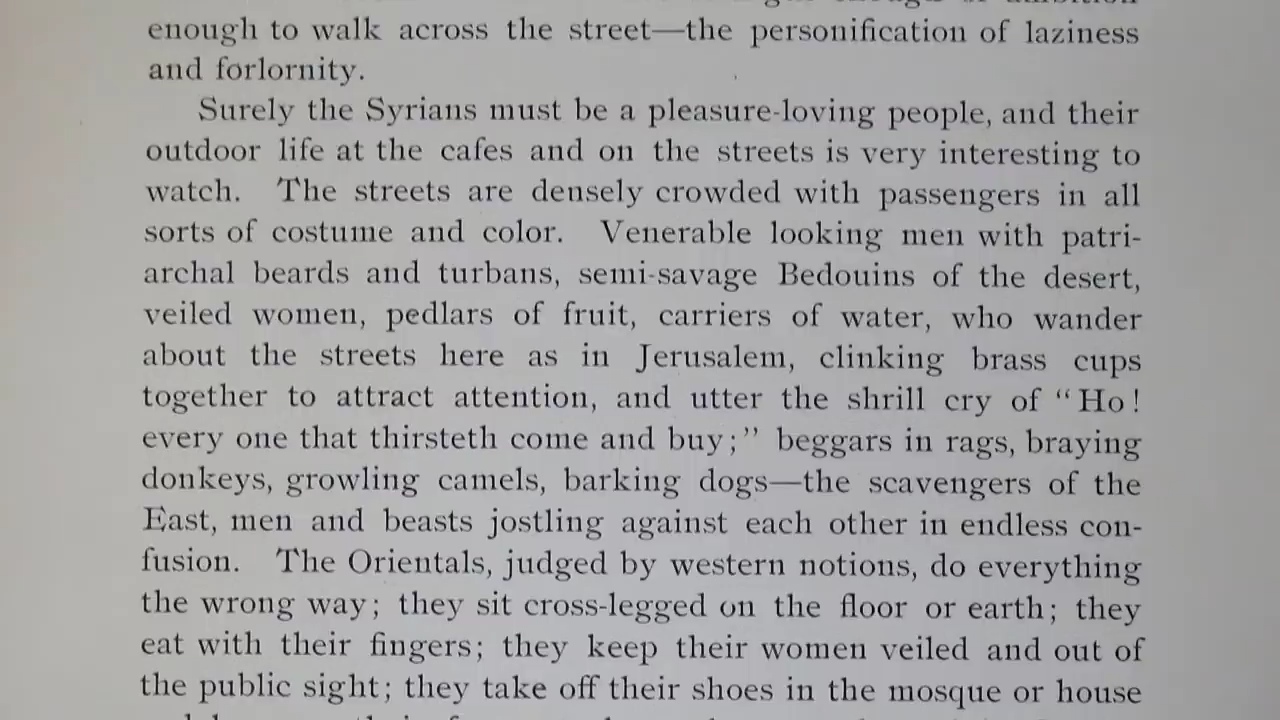 enough to walk across the street—the personification of laziness
and forlornity.
Surely the Syrians must be a pleasure-loving people, and their
outdoor life at the cafes and on the streets is very interesting to
watch. The streets are densely crowded with passengers in all
sorts of costume and color. Venerable looking men with patri-
archal beards and turbans, semi-savage Bedouins of the desert,
veiled women, pedlars of fruit, carriers of water, who wander
about the streets here as in Jerusalem, clinking brass cups
together to attract attention, and utter the shrill cry of “Ho!
every one that thirsteth come and buy;” beggars in rags, braying
donkeys, growling camels, barking dogs—the scavengers of the
East, men and beasts jostling against each other in endless con-
fusion. The Orientals, judged by western notions, do everything
the wrong way; they sit cross-legged on the floor or earth; they
eat with their fingers; they keep their women veiled and out of
the public sight; they take off their shoes in the mosque or house